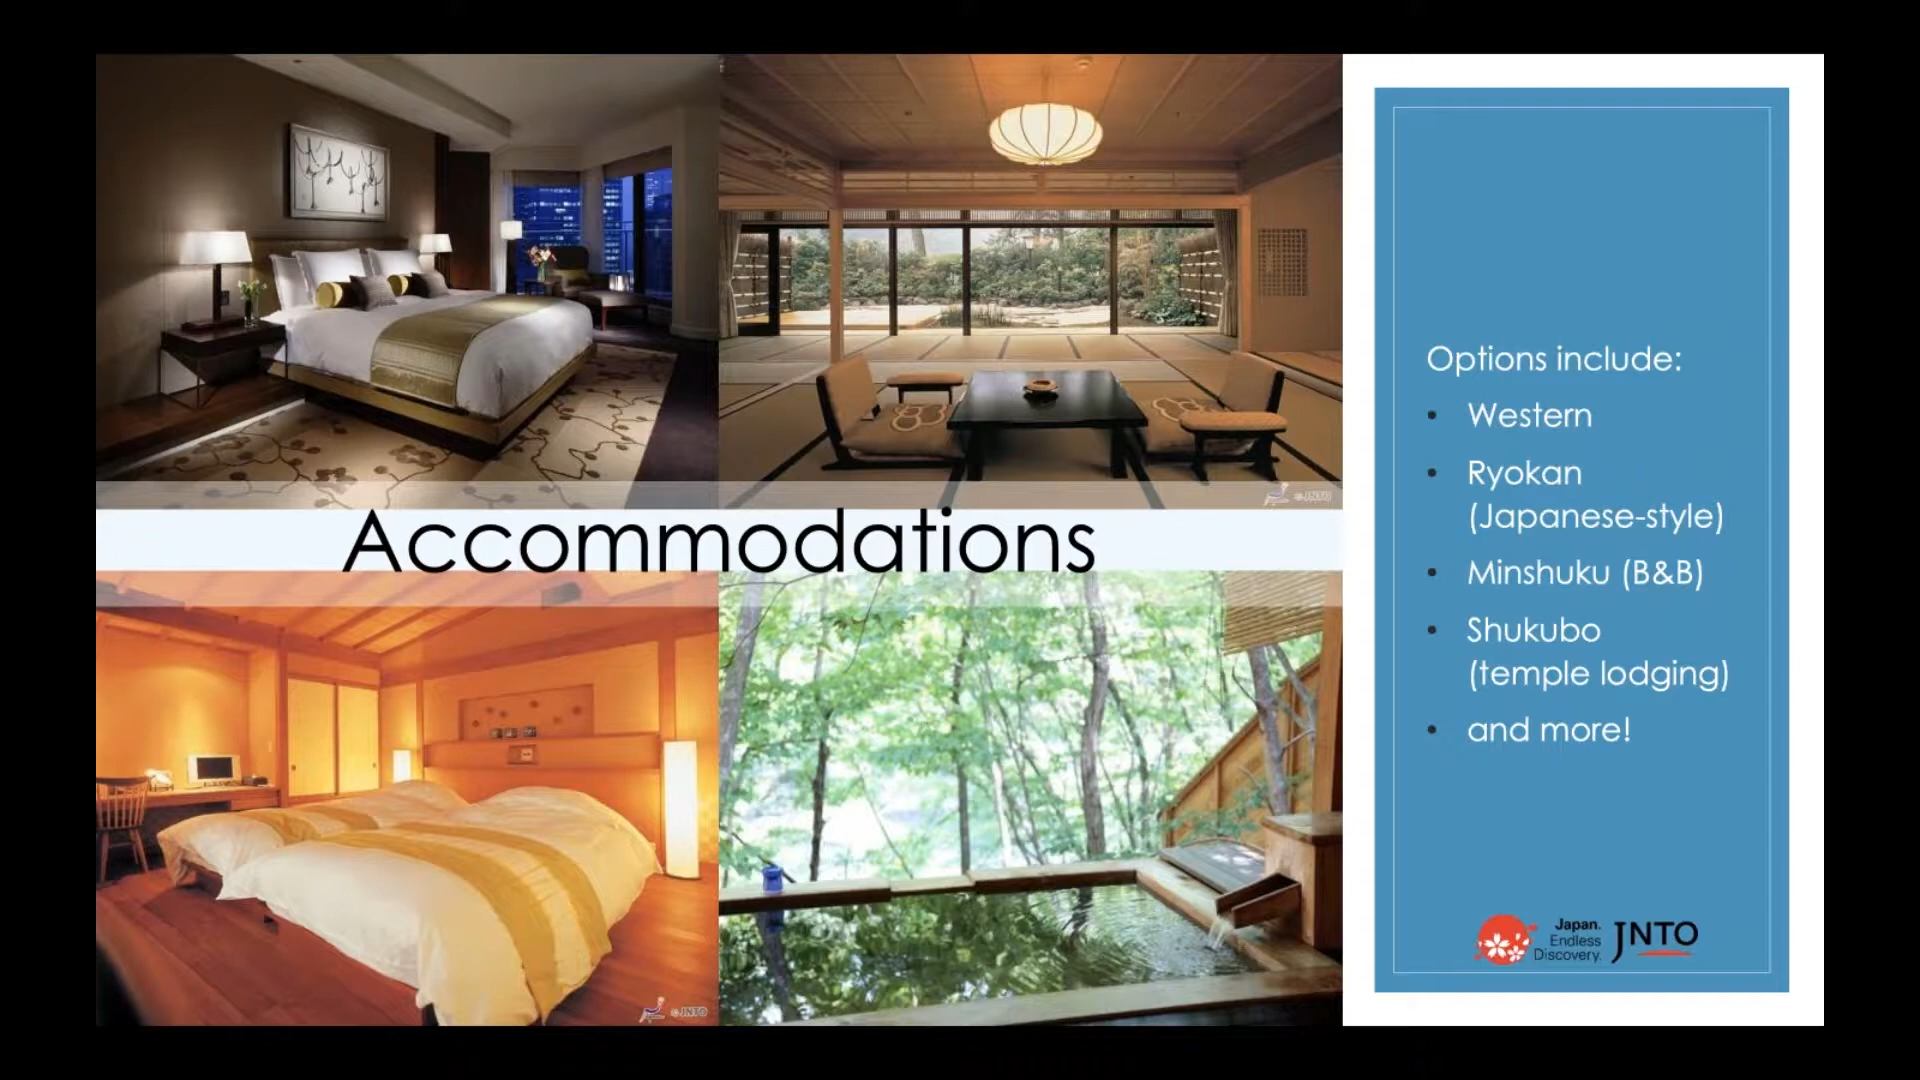 Accommodations
Options include:
• Western
• Ryokan
(Japanese-style)
• Minshuku (B&B)
• Shukubo
(temple lodging)
• and more!
Japan.
Endless
Discovery.
JNTO
©JNTO
©JNTO